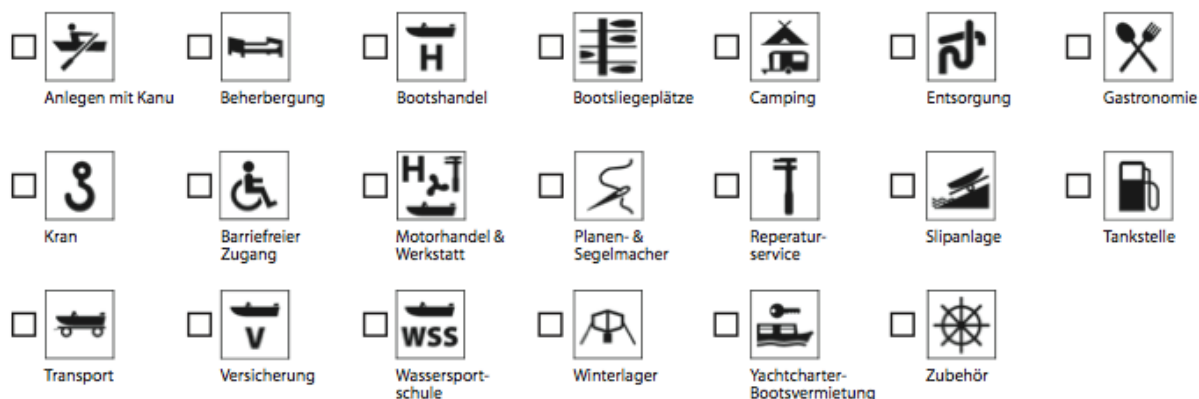 Anlegen mit Kanu
Beherbergung
H
Bootshandel
Bootsliegeplätze
Camping
Entsorgung
Gastronomie
Kran
Barriefreier
Zugang
H
Motorhandel &
Werkstatt
Planen- &
Segelmacher
Reperatur-
service
Slipanlage
Tankstelle
Transport
V
Versicherung
WSS
Wassersport-
schule
Winterlager
Yachtcharter-
Bootsvermietung
Zubehör